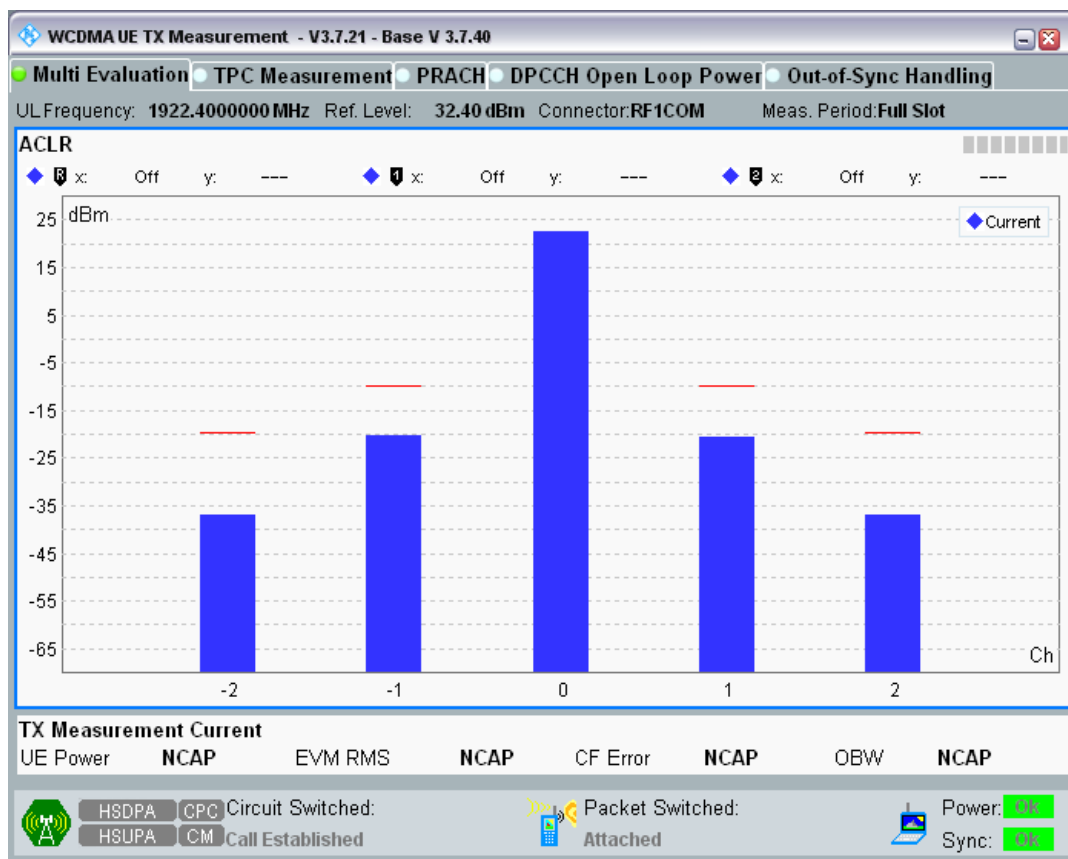 WCDMA UE TX Measurement - V3.7.21 - Base V 3.7.40
Multi Evaluation TPC Measurement PRACH DPCCH Open Loop Power Out-of-Sync Handling
UL Frequency: 1922.4000000 MHz Ref. Level: 32.40 dBm Connector:RF1COM Meas. Period:Full Slot
ACLR
R x: Off y: --- 1 x: Off y: --- 2 x: Off y: ---
dBm
Current
25
15
5
-5
-15
-25
-35
-45
-55
-65
Ch
-2 -1 0 1 2
TX Measurement Current
UE Power NCAP EVM RMS NCAP CF Error NCAP OBW NCAP
HSDPA CPC Circuit Switched: Packet Switched: Power: Ok
HSUPA CM Call Established Attached Sync: Ok